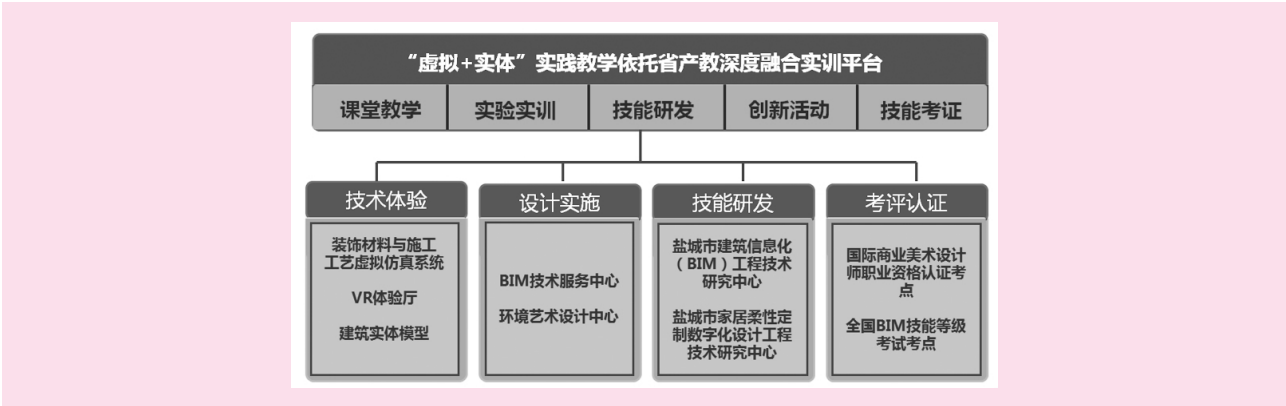 “虚拟+实体”实践教学依托省产教深度融合实训平台
课堂教学
实验实训
技能研发
创新活动
技能考证
技术体验
装饰材料与施工
工艺虚拟仿真系统
VR体验厅
建筑实体模型
设计实施
BIM技术服务中心
环境艺术设计中心
技能研发
盐城市建筑信息化
（BIM）工程技术
研究中心
盐城市家居柔性定
制数字化设计工程
技术研究中心
考评认证
国际商业美术设计
师职业资格认证考
点
全国BIM技能等级
考试考点